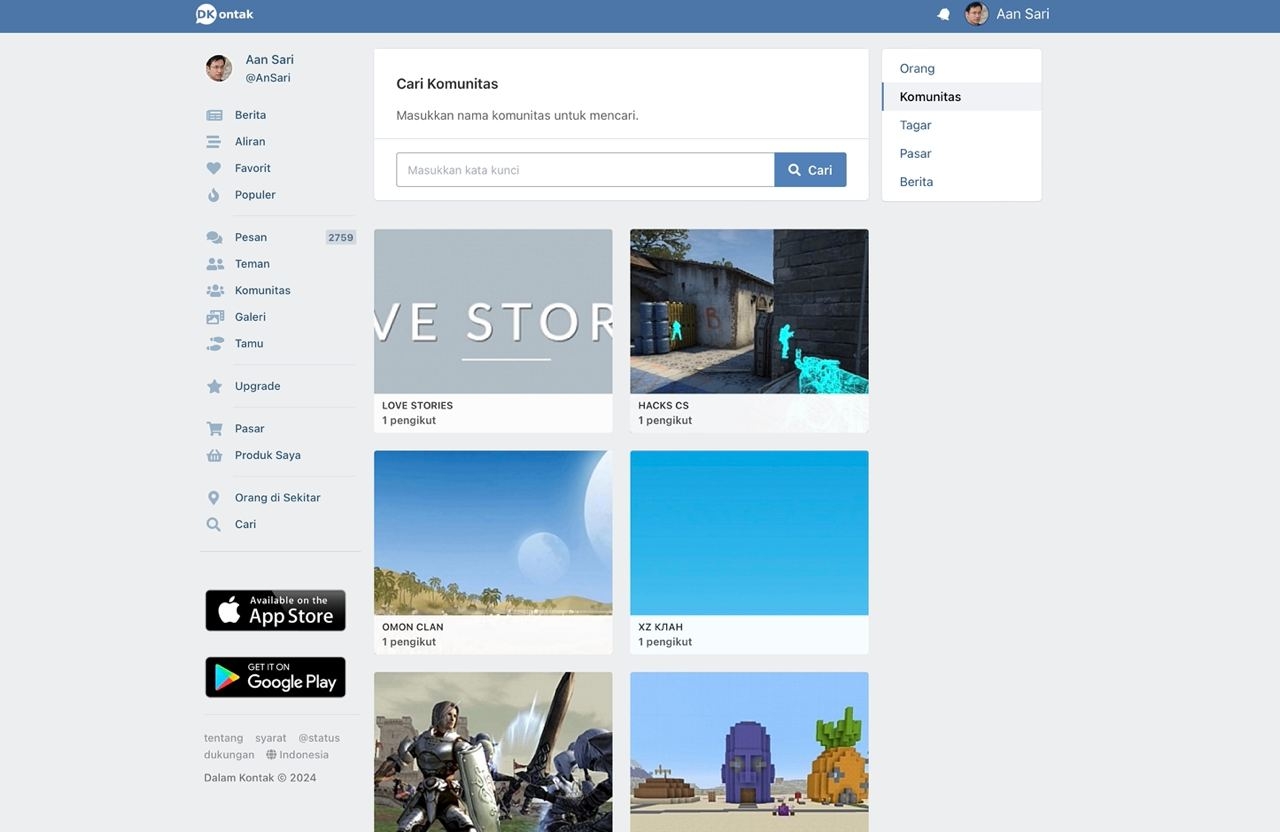 DKontak
Aan Sari
Aan Sari
@AnSari
Berita
Aliran
Favorit
Populer
Pesan 2759
Teman
Komunitas
Galeri
Tamu
Upgrade
Pasar
Produk Saya
Orang di Sekitar
Cari
Available on the
App Store
GET IT ON
Google Play
tentang syarat @status
dukungan Indonesia
Dalam Kontak © 2024
Cari Komunitas
Masukkan nama komunitas untuk mencari.
Masukkan kata kunci Cari
VE STOR
LOVE STORIES
1 pengikut
B
HACKS CS
1 pengikut
OMON CLAN
1 pengikut
XZ КЛАН
1 pengikut
Orang
Komunitas
Tagar
Pasar
Berita